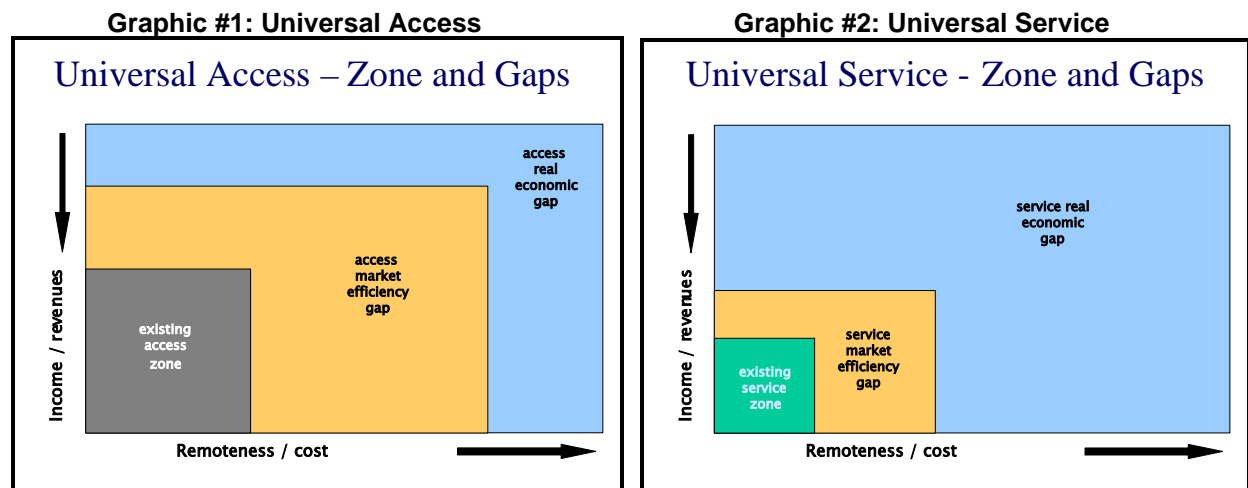 Graphic #1: Universal Access
Universal Access – Zone and Gaps
access
real
economic
gap
access
market
efficiency
gap
existing
access
zone
Income / revenues
Remoteness / cost
Graphic #2: Universal Service
Universal Service - Zone and Gaps
service real
economic
gap
service
market
efficiency
gap
existing
service
zone
Income / revenues
Remoteness / cost